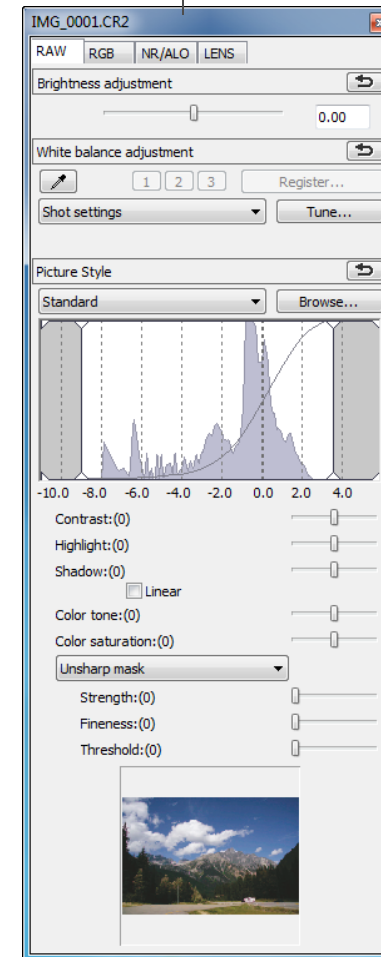 IMG_0001.CR2
RAW RGB NR/ALO LENS
Brightness adjustment
0.00
White balance adjustment
1 2 3 Register...
Shot settings Tune...
Picture Style
Standard Browse...
-10.0 -8.0 -6.0 -4.0 -2.0 0.0 2.0 4.0
Contrast:(0)
Highlight:(0)
Shadow:(0)
Linear
Color tone:(0)
Color saturation:(0)
Unsharp mask
Strength:(0)
Fineness:(0)
Threshold:(0)